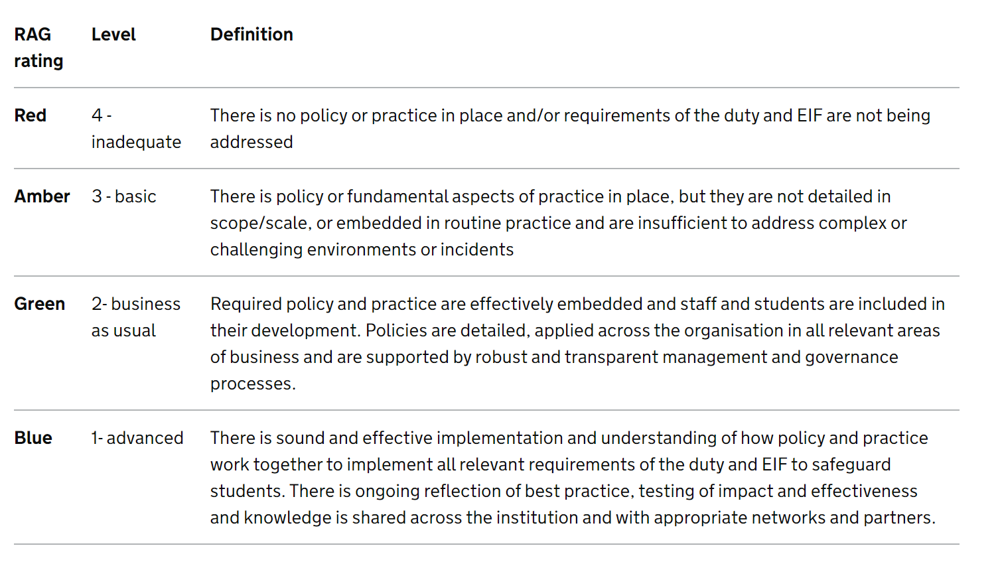 RAG rating Level Definition
Red 4 - inadequate There is no policy or practice in place and/or requirements of the duty and EIF are not being
addressed
Amber 3 - basic There is policy or fundamental aspects of practice in place, but they are not detailed in
scope/scale, or embedded in routine practice and are insufficient to address complex or
challenging environments or incidents
Green 2- business as usual Required policy and practice are effectively embedded and staff and students are included in
their development. Policies are detailed, applied across the organisation in all relevant areas
of business and are supported by robust and transparent management and governance
processes.
Blue 1- advanced There is sound and effective implementation and understanding of how policy and practice
work together to implement all relevant requirements of the duty and EIF to safeguard
students. There is ongoing reflection of best practice, testing of impact and effectiveness
and knowledge is shared across the institution and with appropriate networks and partners.